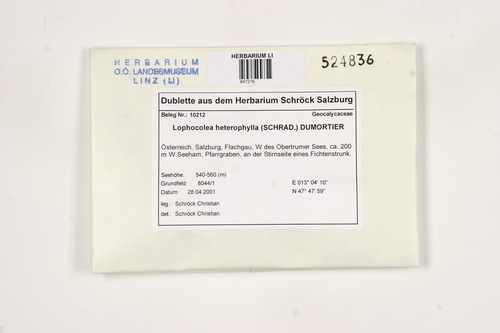 HERBARIUM
O.Ö. LANDESMUSEUM
LINZ (LI)
HERBARIUM LI
847216
524836
Dublette aus dem Herbarium Schröck Salzburg
Beleg Nr.: 10212 Geocalycaceae
Lophocolea heterophylla (SCHRAD.) DUMORTIER
Österreich, Salzburg, Flachgau, W des Obertrumer Sees, ca. 200
m W Seeham, Pfarrgraben, an der Stirnseite eines Fichtenstrunk.
Seehöhe: 540-560 (m)
Grundfeld: 8044/1 E 013° 04' 10"
Datum: 28.04.2001 N 47° 47' 59"
leg.: Schröck Christian
det.: Schröck Christian